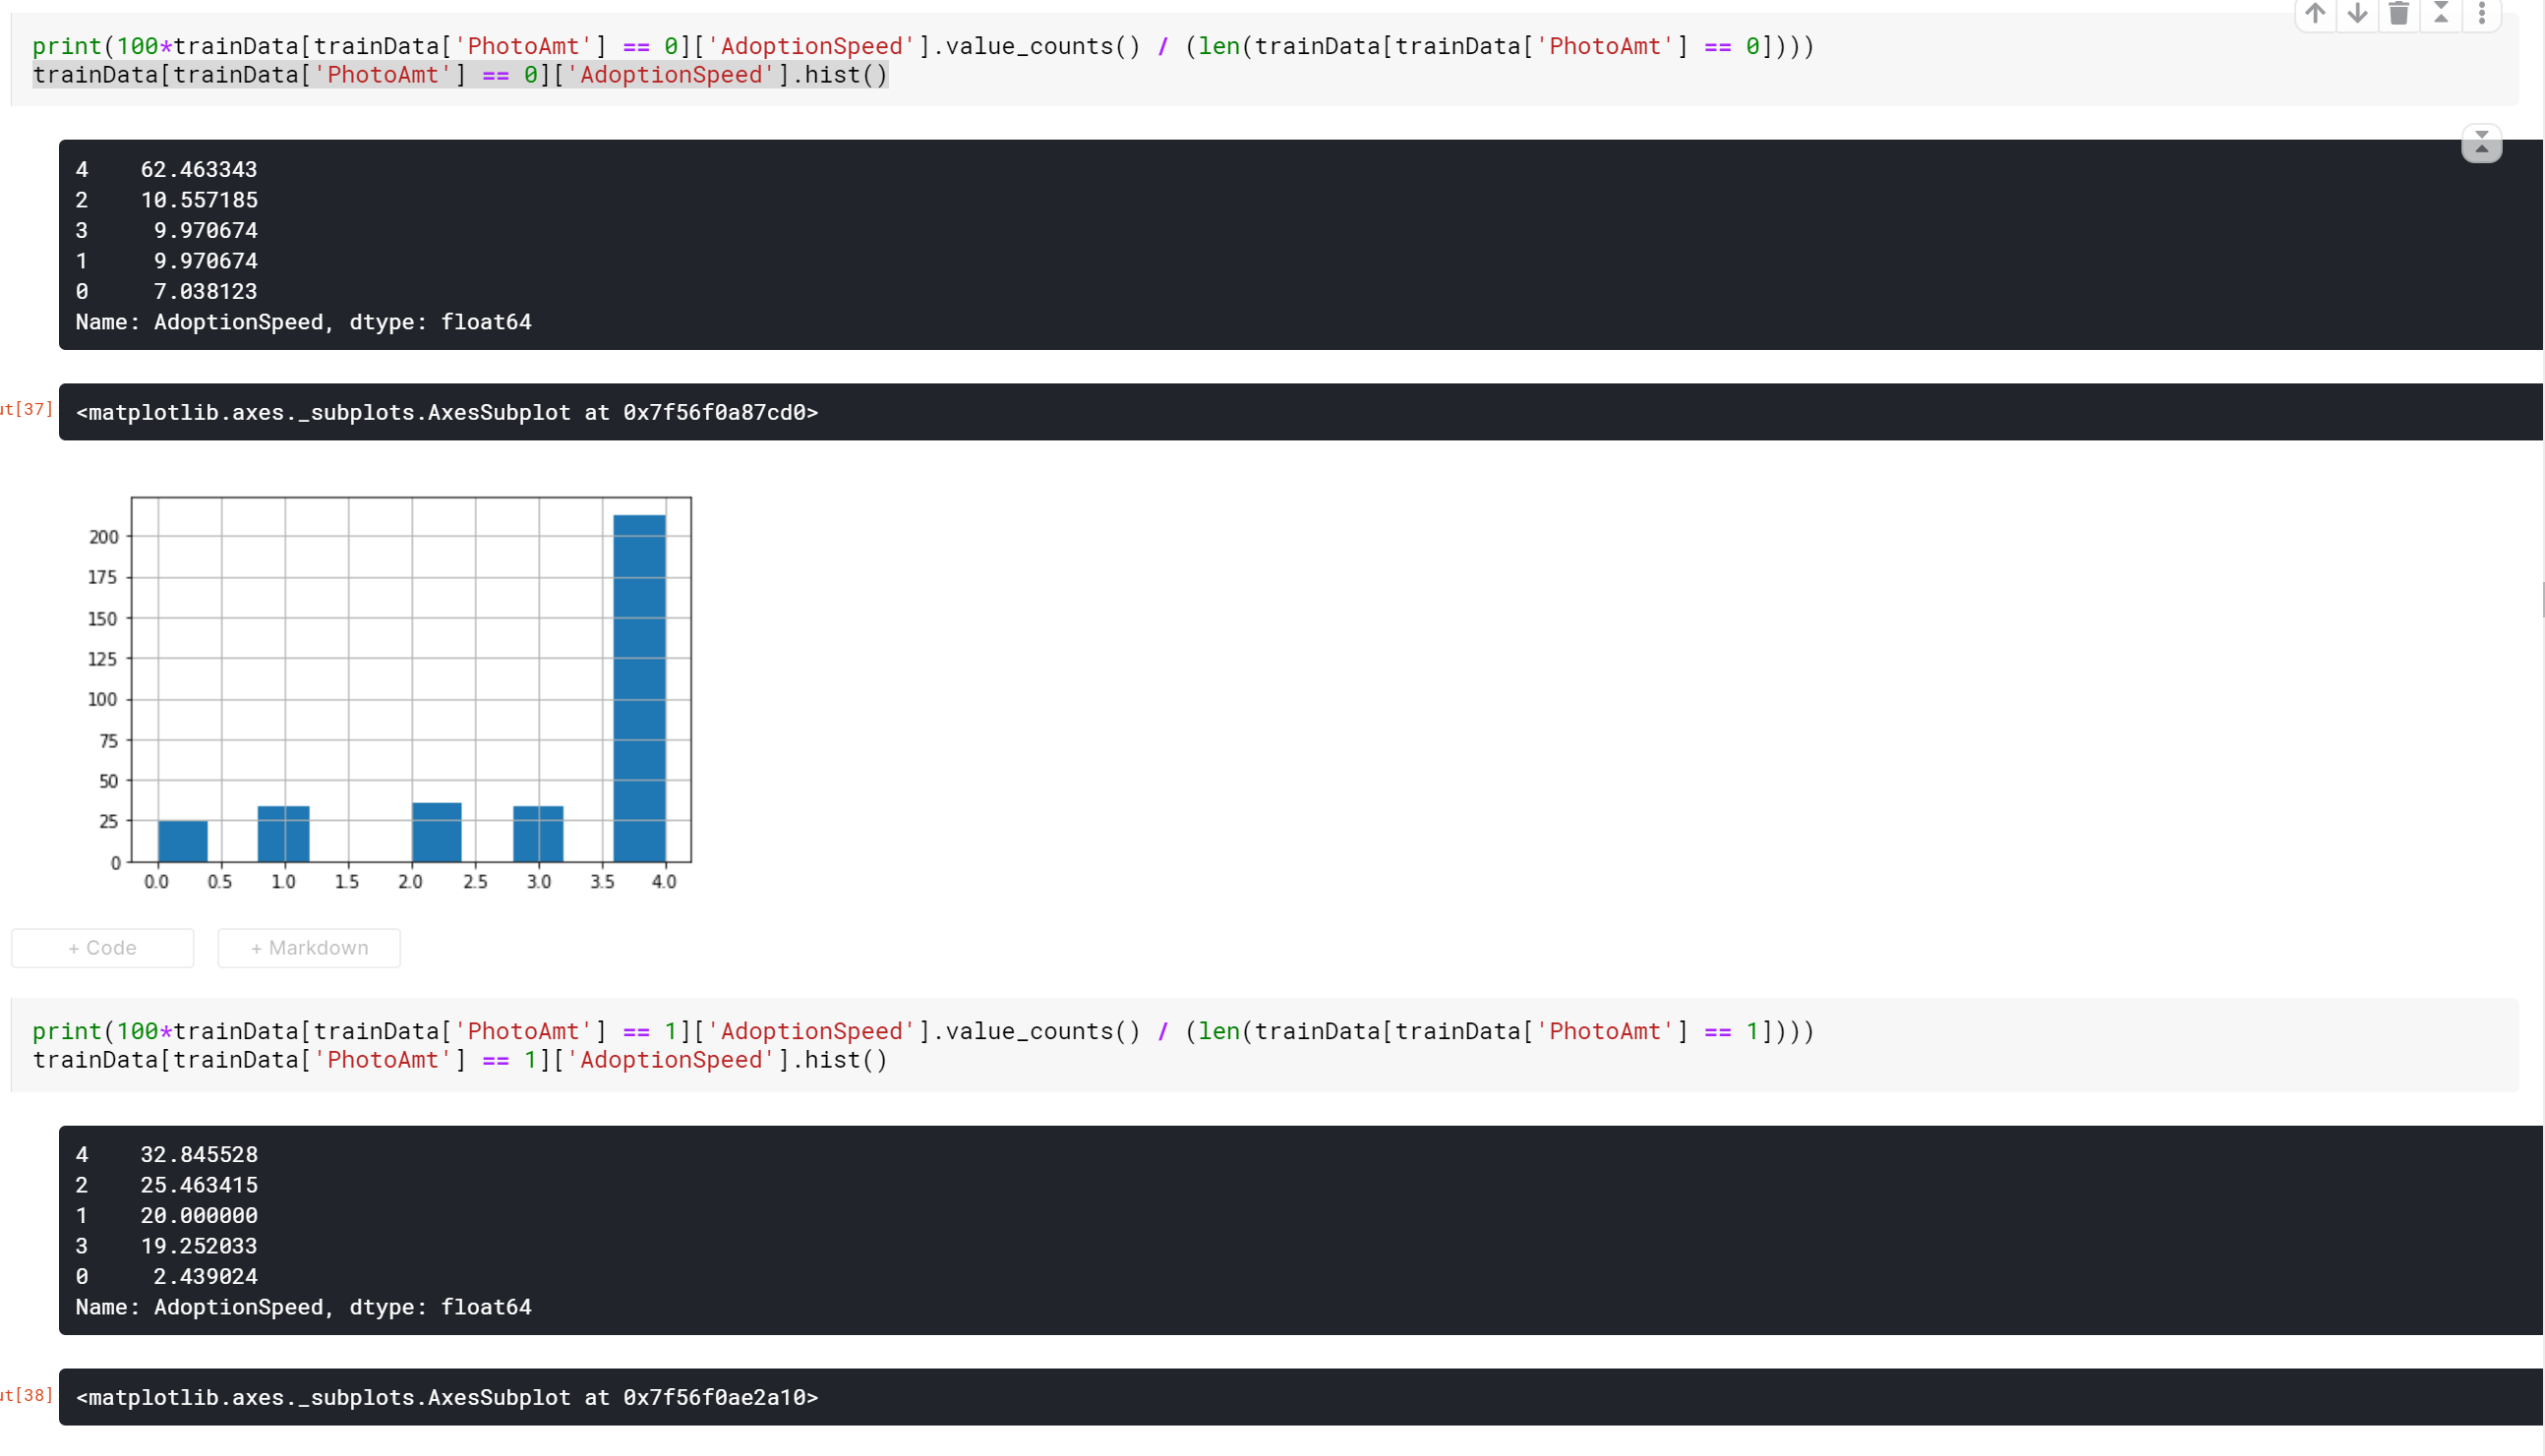 print(100*trainData[trainData['PhotoAmt'] == 0]['AdoptionSpeed'].value_counts() / (len(trainData[trainData['PhotoAmt'] == 0])))
trainData[trainData['PhotoAmt'] == 0]['AdoptionSpeed'].hist()
4    62.463343
2    10.557185
3     9.970674
1     9.970674
0     7.038123
Name: AdoptionSpeed, dtype: float64
ut[37] <matplotlib.axes._subplots.AxesSubplot at 0x7f56f0a87cd0>
200
175
150
125
100
75
50
25
0
0.0 0.5 1.0 1.5 2.0 2.5 3.0 3.5 4.0
+ Code + Markdown
print(100*trainData[trainData['PhotoAmt'] == 1]['AdoptionSpeed'].value_counts() / (len(trainData[trainData['PhotoAmt'] == 1])))
trainData[trainData['PhotoAmt'] == 1]['AdoptionSpeed'].hist()
4    32.845528
2    25.463415
1    20.000000
3    19.252033
0     2.439024
Name: AdoptionSpeed, dtype: float64
ut[38] <matplotlib.axes._subplots.AxesSubplot at 0x7f56f0ae2a10>